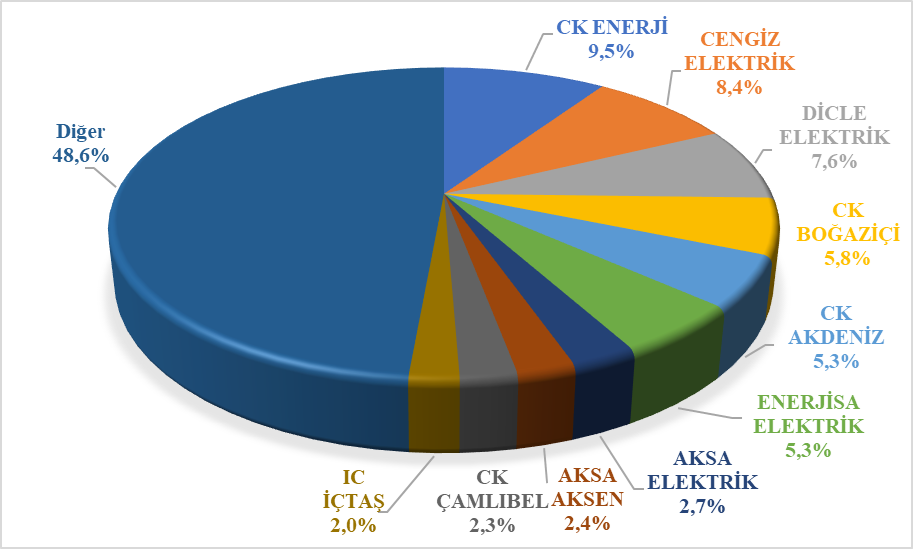 CK ENERJİ
9,5%
CENGİZ
ELEKTRİK
8,4%
DİCLE
ELEKTRİK
7,6%
CK
BOĞAZİÇİ
5,8%
CK
AKDENİZ
5,3%
ENERJİSA
ELEKTRİK
5,3%
AKSA
ELEKTRİK
2,7%
AKSA
AKSEN
2,4%
CK
ÇAMLIBEL
2,3%
IC
İÇTAŞ
2,0%
Diğer
48,6%